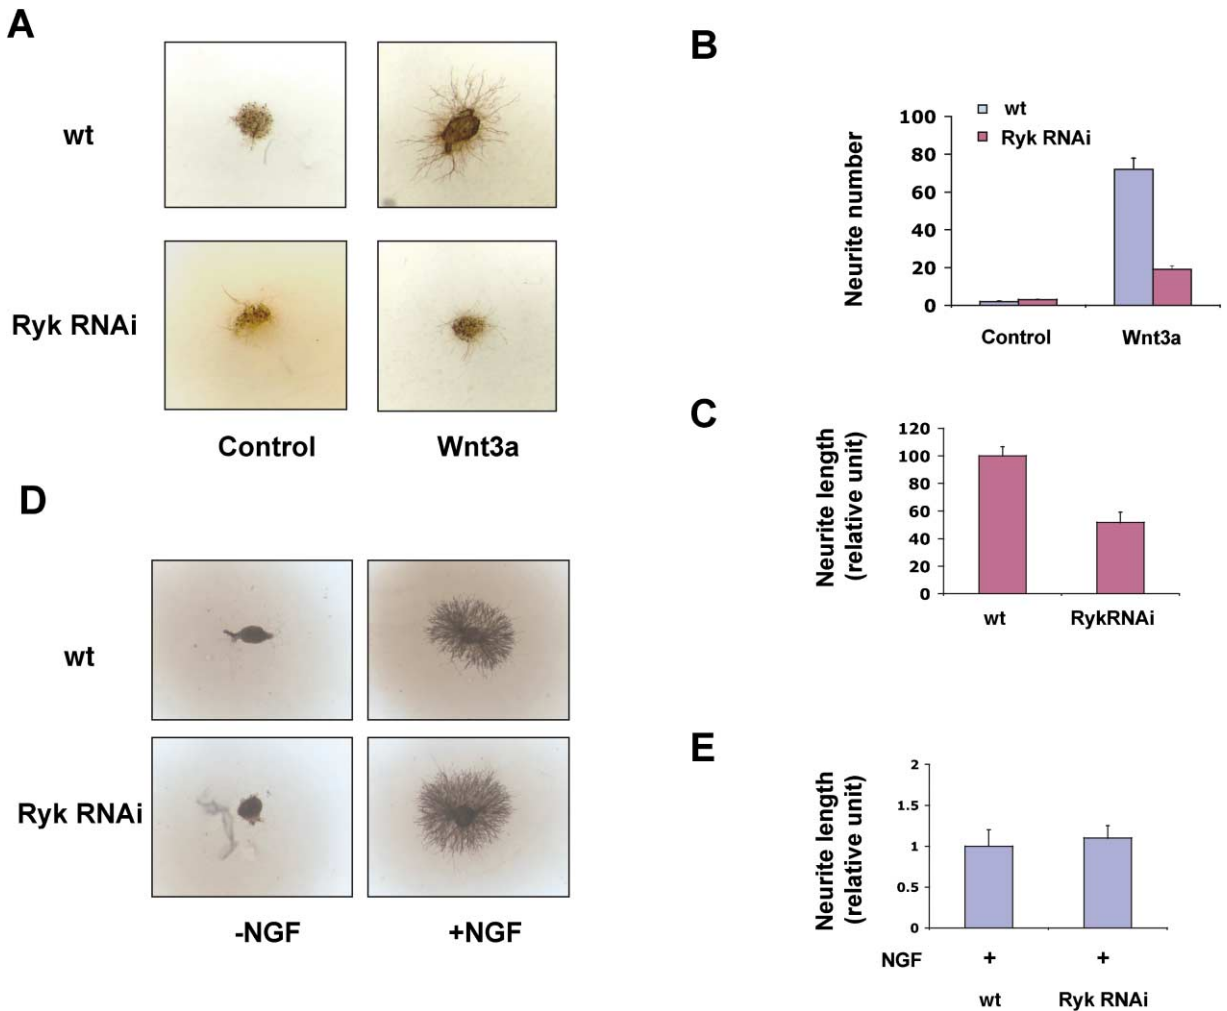 A
wt
Ryk RNAi
Control Wnt3a
B
Neurite number
wt
Ryk RNAi
100
80
60
40
20
0
Control Wnt3a
C
Neurite length
(relative unit)
120
100
80
60
40
20
0
wt RykRNAi
D
wt
Ryk RNAi
-NGF +NGF
E
Neurite length
(relative unit)
2
1.5
1
0.5
0
NGF + +
wt Ryk RNAi